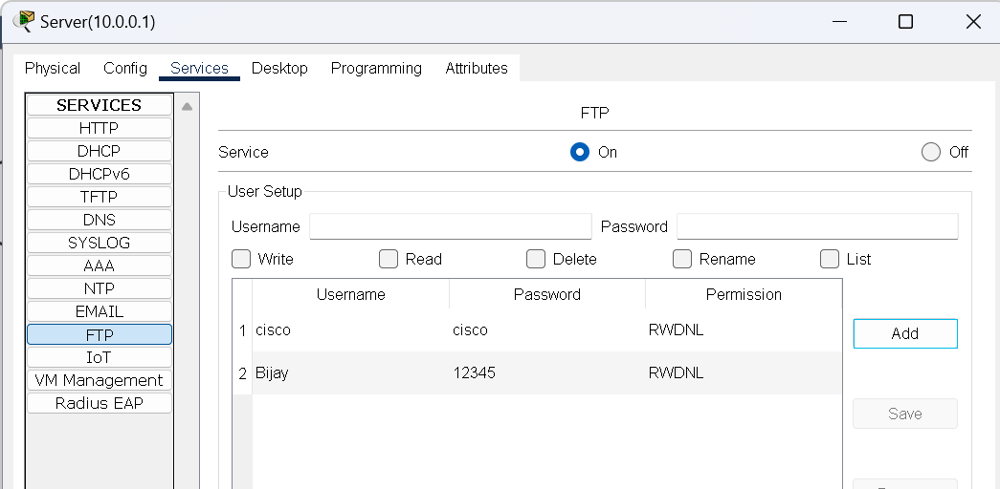 Server(10.0.0.1)
Physical Config Services Desktop Programming Attributes
SERVICES
HTTP
DHCP
DHCPv6
TFTP
DNS
SYSLOG
AAA
NTP
EMAIL
FTP
IoT
VM Management
Radius EAP
FTP
Service On Off
User Setup
Username Password
Write Read Delete Rename List
Username Password Permission
1 cisco cisco RWDNL
2 Bijay 12345 RWDNL
Add
Save